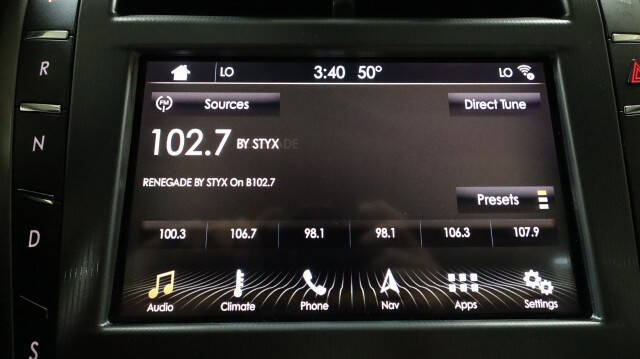 R
N
D
S
LO 3:40 50° LO
FM Sources Direct Tune
102.7 BY STYX
RENEGADE BY STYX On B102.7
Presets
100.3 106.7 98.1 98.1 106.3 107.9
Audio Climate Phone Nav Apps Settings